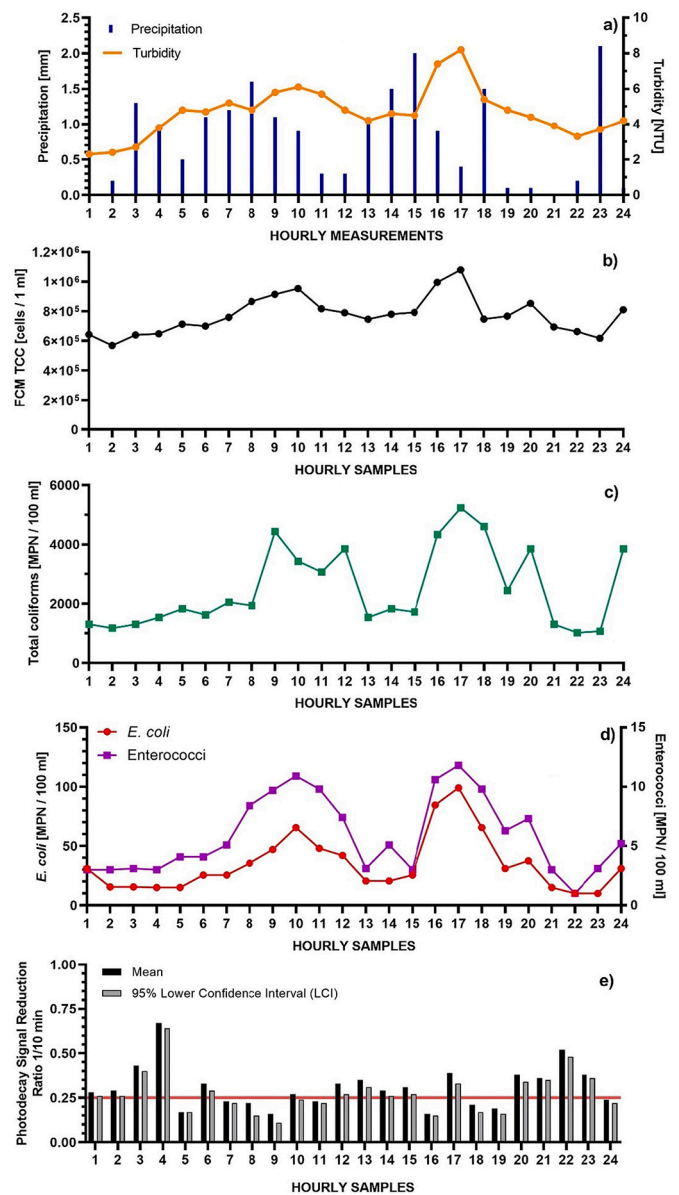 a)
Precipitation
Turbidity
Precipitation [mm]
Turbidity [NTU]
2.5
2.0
1.5
1.0
0.5
0.0
10
8
6
4
2
0
1 2 3 4 5 6 7 8 9 10 11 12 13 14 15 16 17 18 19 20 21 22 23 24
HOURLY MEASUREMENTS
b)
FCM TCC [cells / 1 ml]
1.2×10⁶
1×10⁶
8×10⁵
6×10⁵
4×10⁵
2×10⁵
0
1 2 3 4 5 6 7 8 9 10 11 12 13 14 15 16 17 18 19 20 21 22 23 24
HOURLY SAMPLES
c)
Total coliforms [MPN / 100 ml]
6000
4000
2000
0
1 2 3 4 5 6 7 8 9 10 11 12 13 14 15 16 17 18 19 20 21 22 23 24
HOURLY SAMPLES
d)
E. coli
Enterococci
E.coli [MPN / 100 ml]
Enterococci [MPN/ 100 ml]
150
100
50
0
15
10
5
0
1 2 3 4 5 6 7 8 9 10 11 12 13 14 15 16 17 18 19 20 21 22 23 24
HOURLY SAMPLES
e)
Mean
95% Lower Confidence Interval (LCI)
Photodecay Signal Reduction
Ratio 1/10 min
1.00
0.75
0.50
0.25
0.00
1 2 3 4 5 6 7 8 9 10 11 12 13 14 15 16 17 18 19 20 21 22 23 24
HOURLY SAMPLES